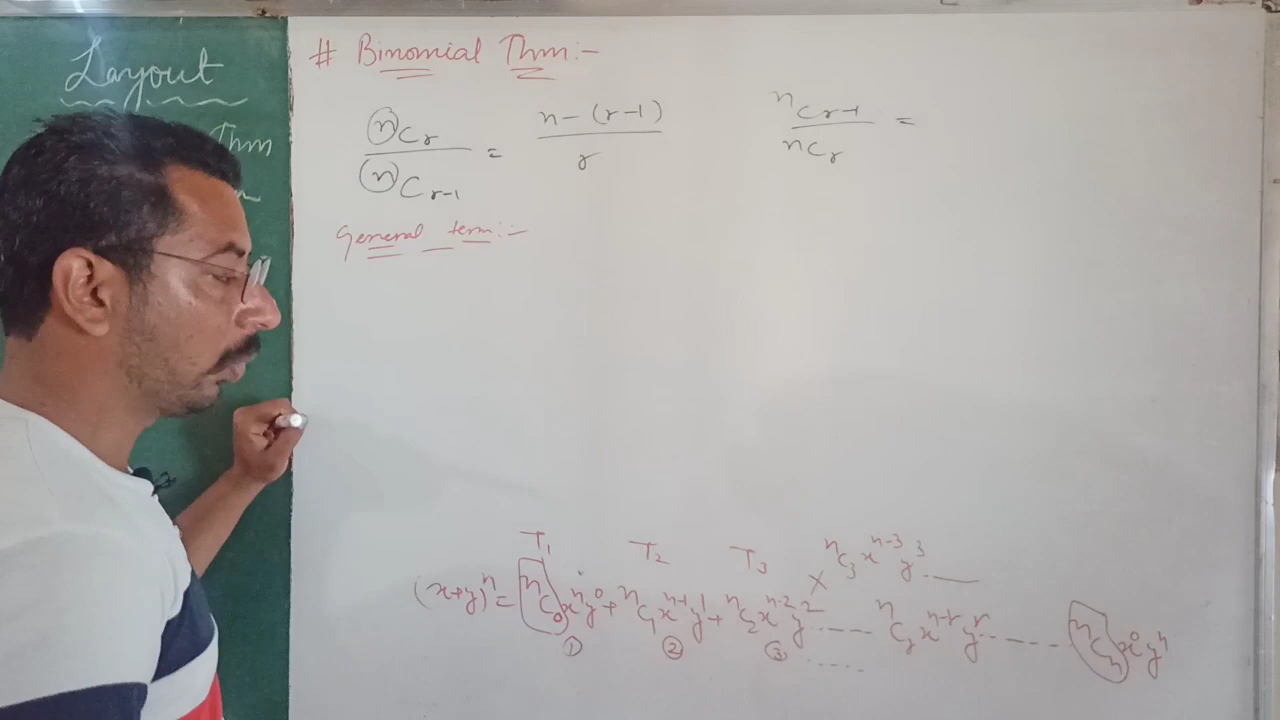 Layout
Thm
# Binomial Thm:-
nCr / nCr-1 = n-(r-1) / r
nCr-1 / nCr =
General term:-
T1 T2 T3 nC3 x^n-3 y^3 .. —
(x+y)^n = nC0 x^n y^0 + nC1 x^n-1 y^1 + nC2 x^n-2 y^2 ..--- nCr x^n-r y^r ..---- nCn x^0 y^n
① ② ③ .....